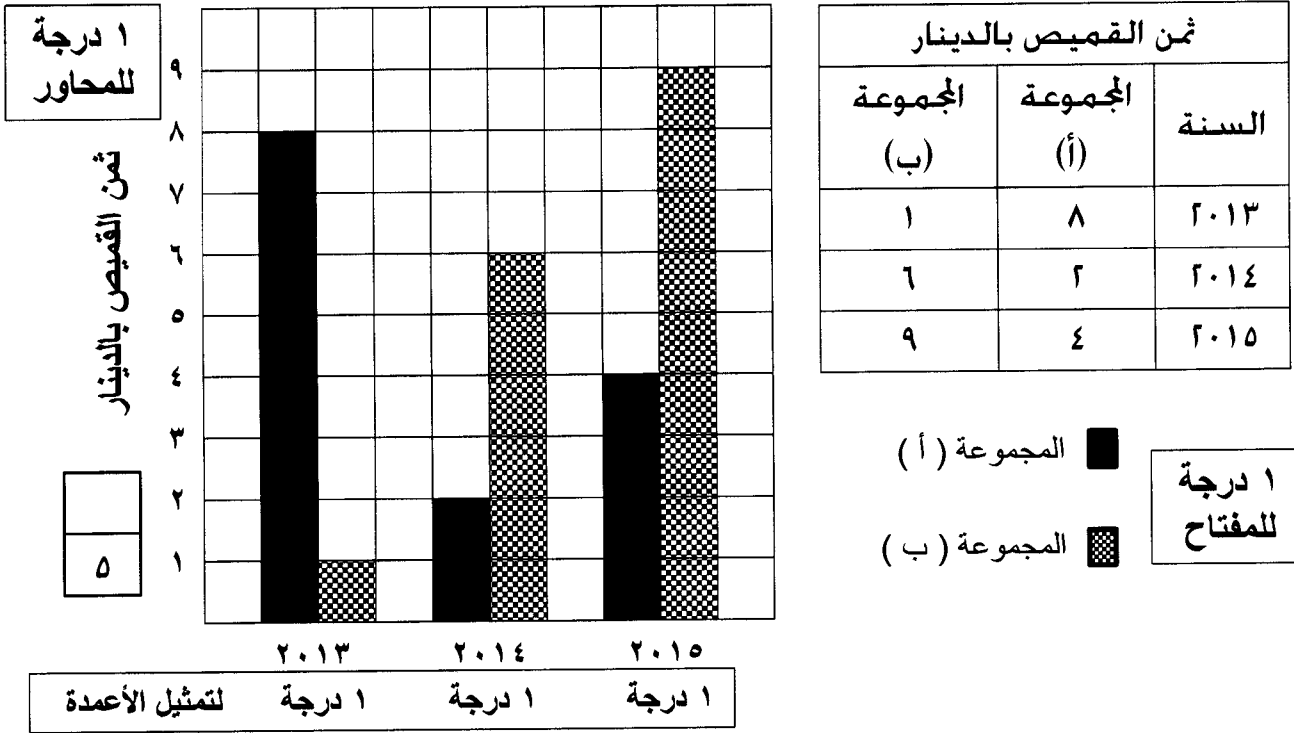 ثمن القميص بالدينار
السنة المجموعة (أ) المجموعة (ب)
٢٠١٣ ٨ ١
٢٠١٤ ٢ ٦
٢٠١٥ ٤ ٩
المجموعة ( أ )
المجموعة ( ب )
١ درجة
للمفتاح
١ درجة
للمحاور
ثمن القميص بالدينار
٩
٨
٧
٦
٥
٤
٣
٢
١
٥
٢٠١٣ ٢٠١٤ ٢٠١٥
لتمثيل الأعمدة ١ درجة ١ درجة ١ درجة